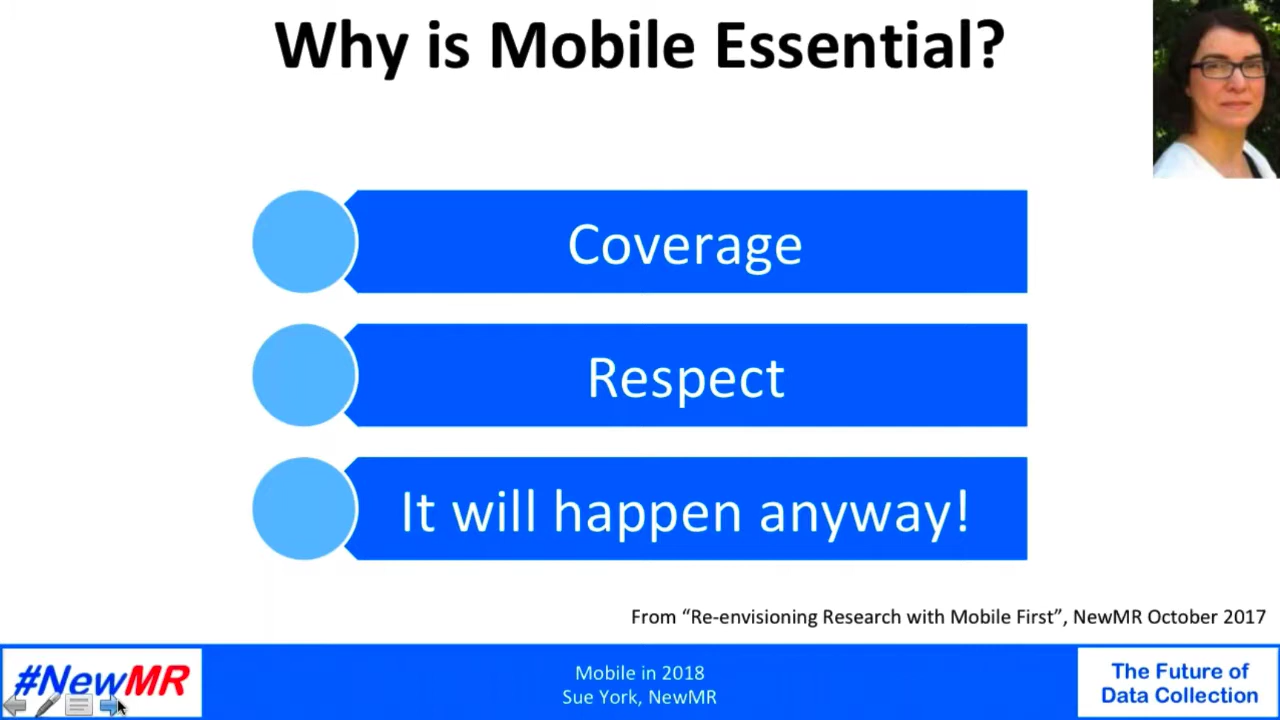 Why is Mobile Essential?
Coverage
Respect
It will happen anyway!
From “Re-envisioning Research with Mobile First”, NewMR October 2017
#NewMR
Mobile in 2018
Sue York, NewMR
The Future of
Data Collection